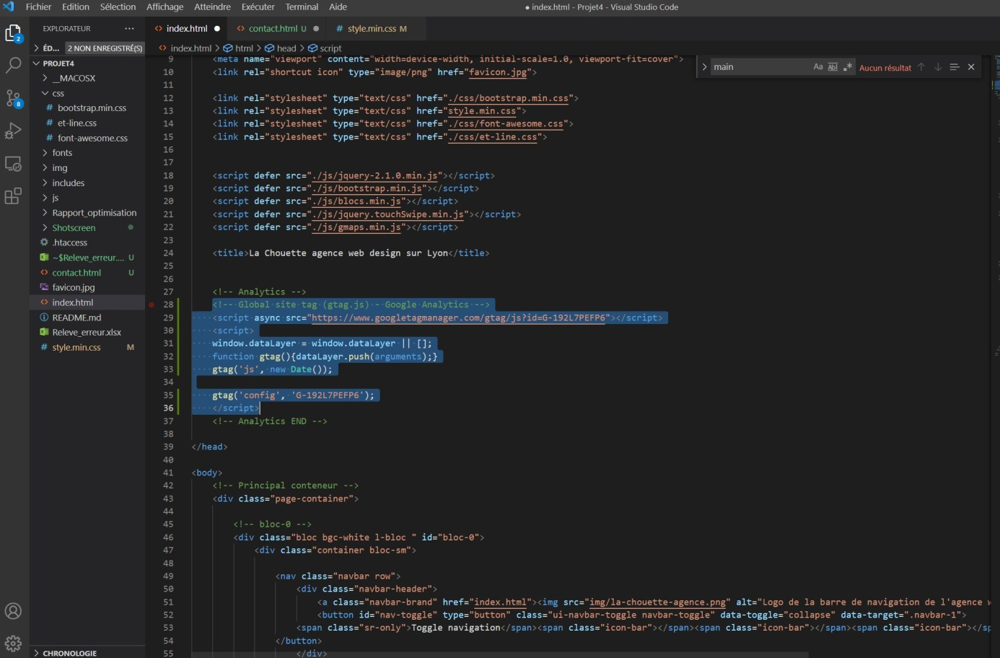 Fichier Edition Sélection Affichage Atteindre Exécuter Terminal Aide
● index.html - Projet4 - Visual Studio Code
EXPLORATEUR ···
index.html ●
contact.html U ●
style.min.css M
ÉD... 2 NON ENREGISTRÉ(S)
index.html > html > head > script
PROJET4
__MACOSX
css
bootstrap.min.css
et-line.css
font-awesome.css
fonts
img
includes
js
Rapport_optimisation
Shotscreen
.htaccess
~$Releve_erreur.... U
contact.html U
favicon.jpg
index.html
README.md
Releve_erreur.xlsx
style.min.css M
CHRONOLOGIE
2
8
main Aa Abl .* Aucun résultat
9 <meta name="viewport" content="width=device-width, initial-scale=1.0, viewport-fit=cover">
10 <link rel="shortcut icon" type="image/png" href="favicon.jpg">
11
12 <link rel="stylesheet" type="text/css" href="./css/bootstrap.min.css">
13 <link rel="stylesheet" type="text/css" href="style.min.css">
14 <link rel="stylesheet" type="text/css" href="./css/font-awesome.css">
15 <link rel="stylesheet" type="text/css" href="./css/et-line.css">
16
17
18 <script defer src="./js/jquery-2.1.0.min.js"></script>
19 <script defer src="./js/bootstrap.min.js"></script>
20 <script defer src="./js/blocs.min.js"></script>
21 <script defer src="./js/jquery.touchSwipe.min.js"></script>
22 <script defer src="./js/gmaps.min.js"></script>
23
24 <title>La Chouette agence web design sur Lyon</title>
25
26
27 <!-- Analytics -->
28 <!-- Global site tag (gtag.js) - Google Analytics -->
29 <script async src="https://www.googletagmanager.com/gtag/js?id=G-192L7PEFP6"></script>
30 <script>
31 window.dataLayer = window.dataLayer || [];
32 function gtag(){dataLayer.push(arguments);}
33 gtag('js', new Date());
34
35 gtag('config', 'G-192L7PEFP6');
36 </script>
37 <!-- Analytics END -->
38
39 </head>
40
41 <body>
42 <!-- Principal conteneur -->
43 <div class="page-container">
44
45 <!-- bloc-0 -->
46 <div class="bloc bgc-white l-bloc " id="bloc-0">
47 <div class="container bloc-sm">
48
49 <nav class="navbar row">
50 <div class="navbar-header">
51 <a class="navbar-brand" href="index.html"><img src="img/la-chouette-agence.png" alt="Logo de la barre de navigation de l'agence w
52 <button id="nav-toggle" type="button" class="ui-navbar-toggle navbar-toggle" data-toggle="collapse" data-target=".navbar-1">
53 <span class="sr-only">Toggle navigation</span><span class="icon-bar"></span><span class="icon-bar"></span><span class="icon-bar"></sp
54 </button>
55 </div>